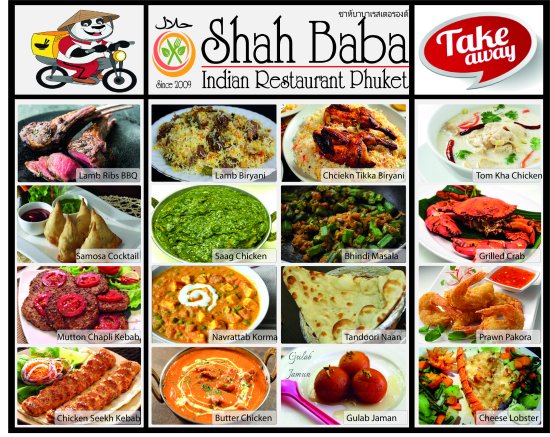 ชาห์บาบาเรสเตอรองต์
حلال
Since 2009
Shah Baba
Indian Restaurant Phuket
Take
away
Lamb Ribs BBQ
Lamb Biryani
Chciekn Tikka Biryani
Tom Kha Chicken
Samosa Cocktail
Saag Chicken
Bhindi Masala
Grilled Crab
Mutton Chapli Kebab
Navrattab Korma
Tandoori Naan
Prawn Pakora
Chicken Seekh Kebab
Butter Chicken
Gulab
Jamun
Gulab Jaman
Cheese Lobster